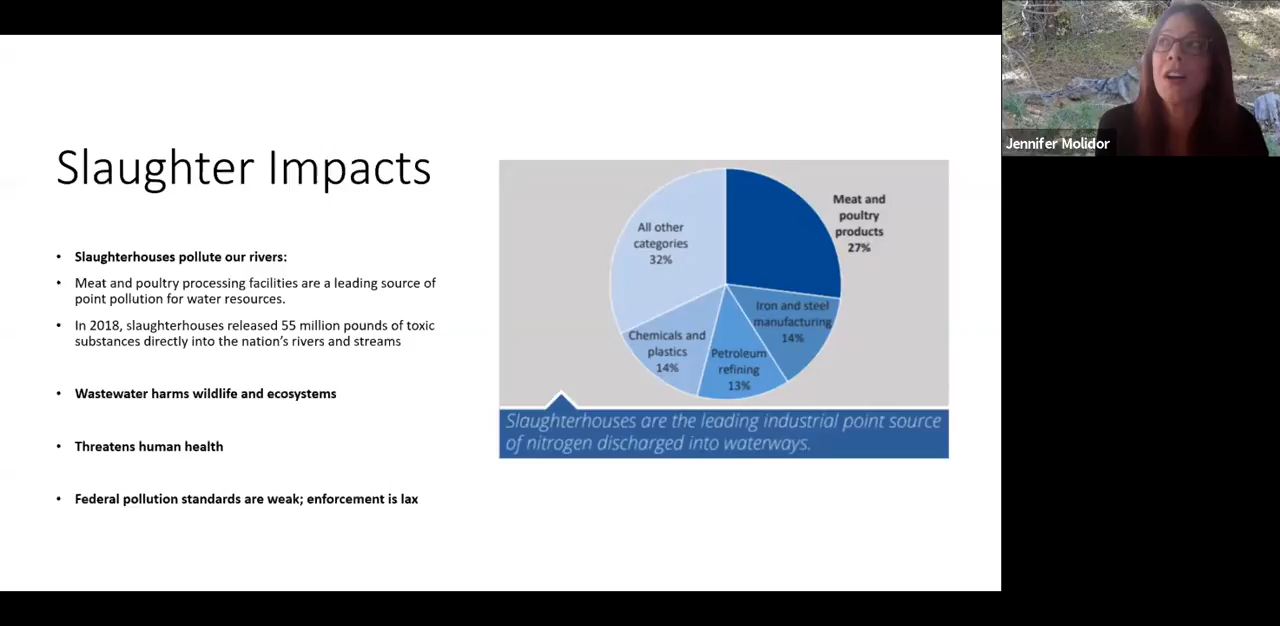 Slaughter Impacts
• Slaughterhouses pollute our rivers:
• Meat and poultry processing facilities are a leading source of
point pollution for water resources.
• In 2018, slaughterhouses released 55 million pounds of toxic
substances directly into the nation's rivers and streams
• Wastewater harms wildlife and ecosystems
• Threatens human health
• Federal pollution standards are weak; enforcement is lax
Meat and
poultry
products
27%
Iron and steel
manufacturing
14%
Petroleum
refining
13%
Chemicals and
plastics
14%
All other
categories
32%
Slaughterhouses are the leading industrial point source
of nitrogen discharged into waterways.
Jennifer Molidor